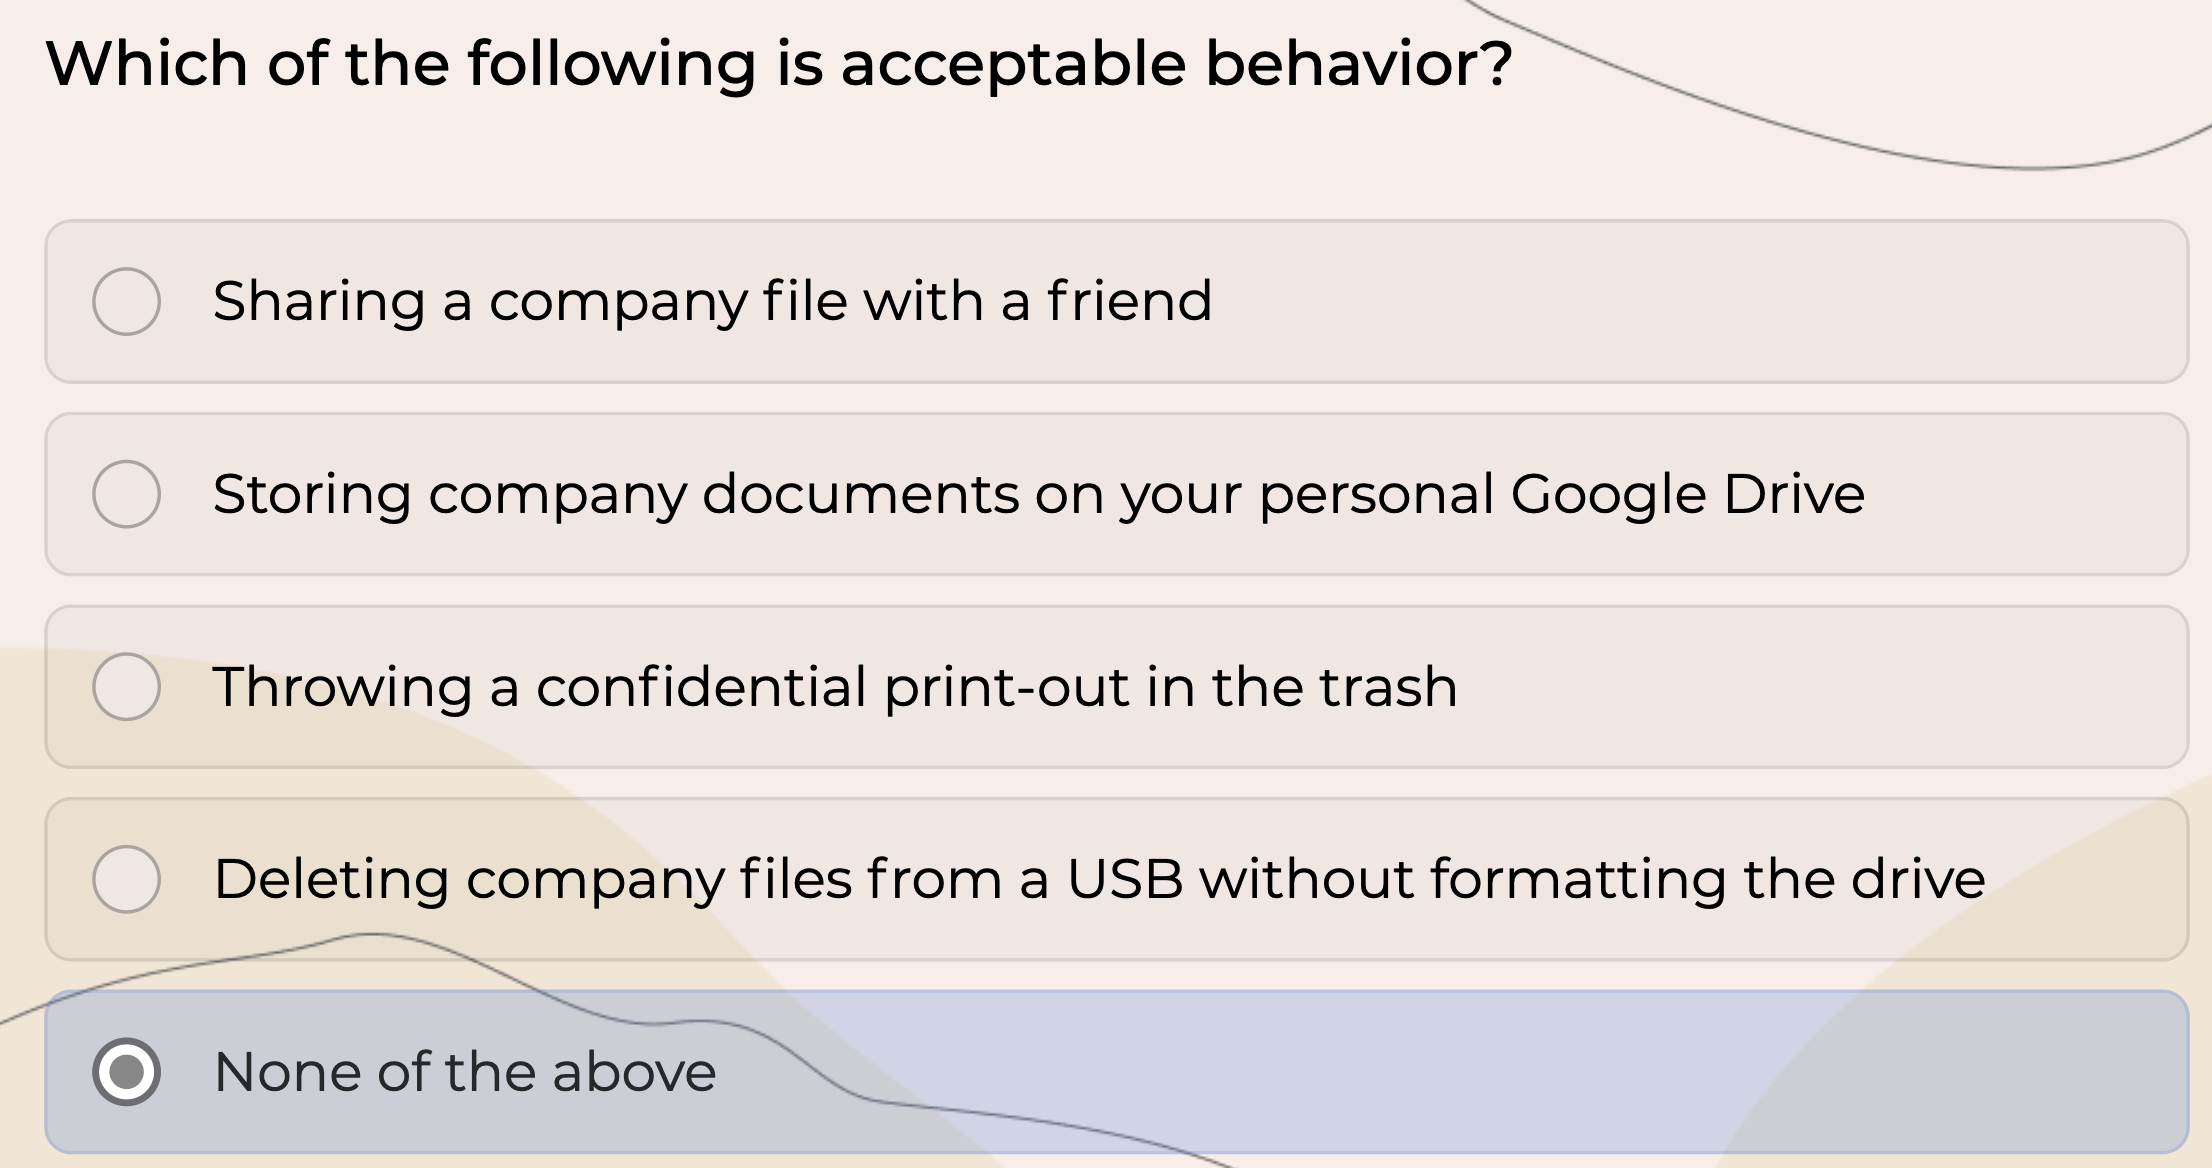 Which of the following is acceptable behavior?
Sharing a company file with a friend
Storing company documents on your personal Google Drive
Throwing a confidential print-out in the trash
Deleting company files from a USB without formatting the drive
None of the above